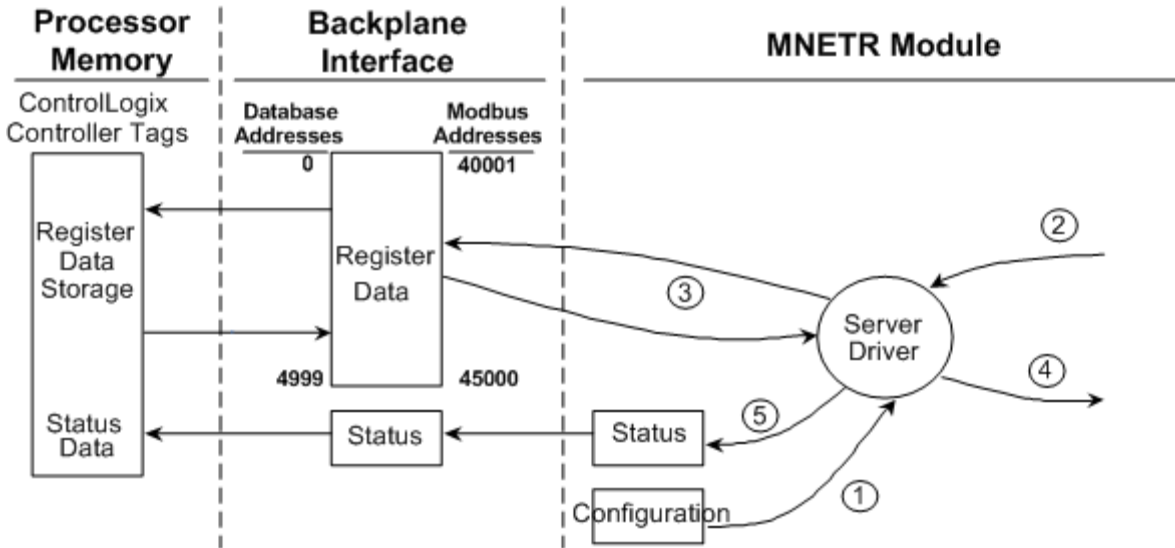 Processor
Memory
Backplane
Interface
MNETR Module
ControlLogix
Controller Tags
Database
Addresses
Modbus
Addresses
0
40001
Register
Data
Storage
Register
Data
2
3
Server
Driver
4999
45000
4
Status
Data
Status
Status
5
Configuration
1